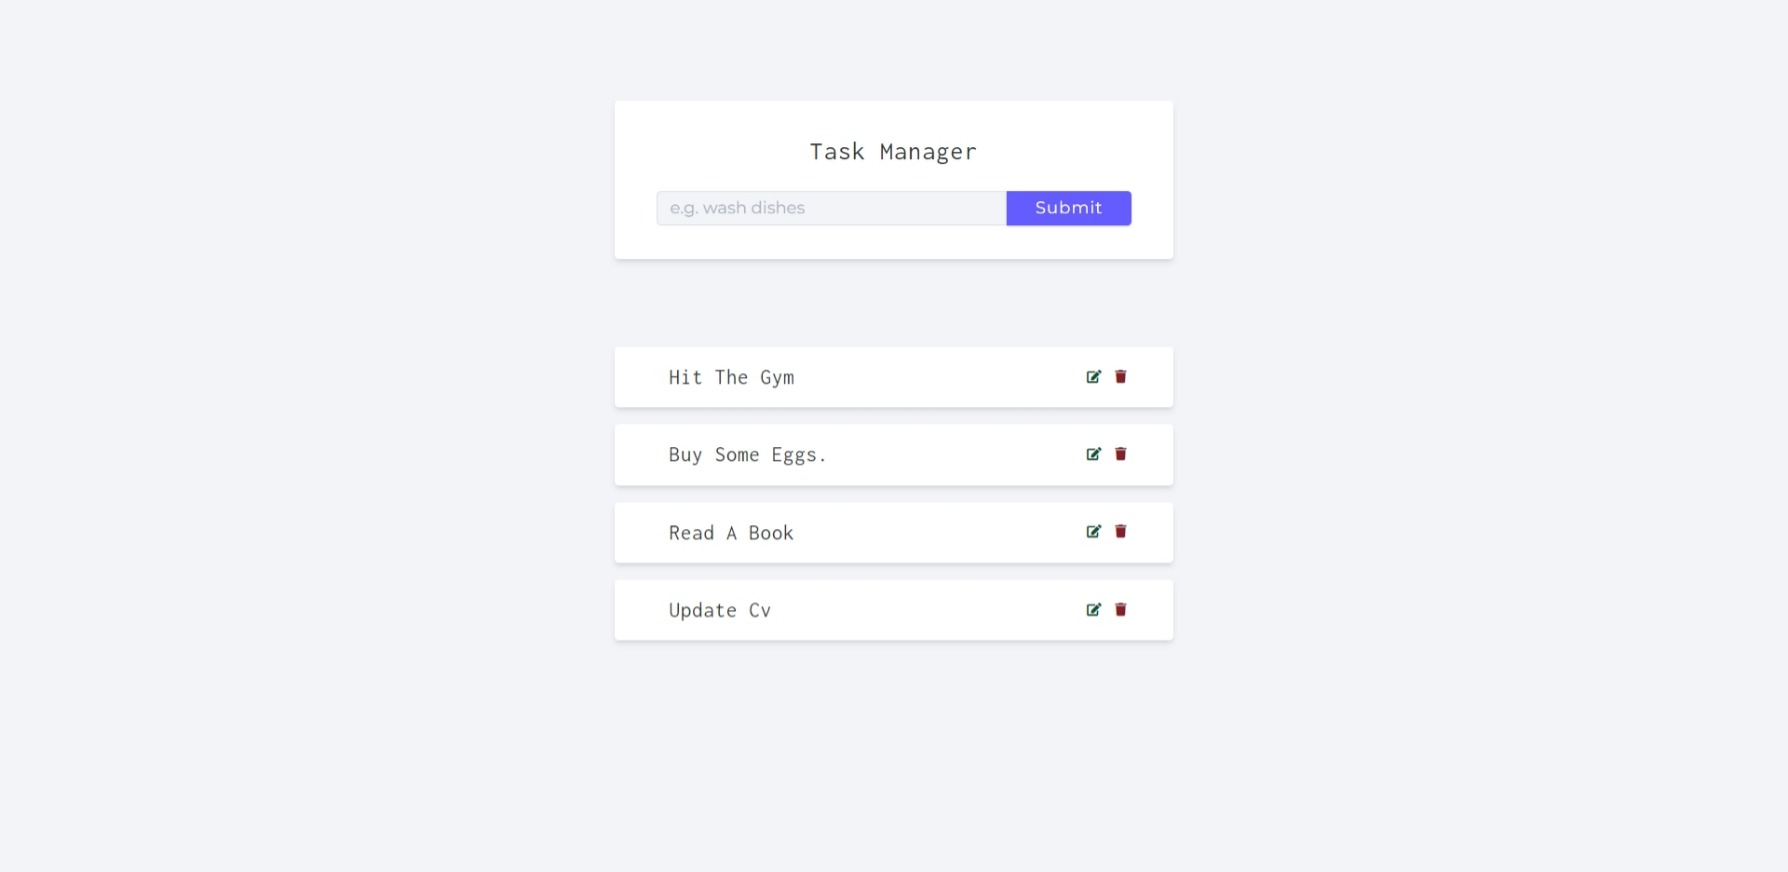 Task Manager
e.g. wash dishes
Submit
Hit The Gym
Buy Some Eggs.
Read A Book
Update Cv